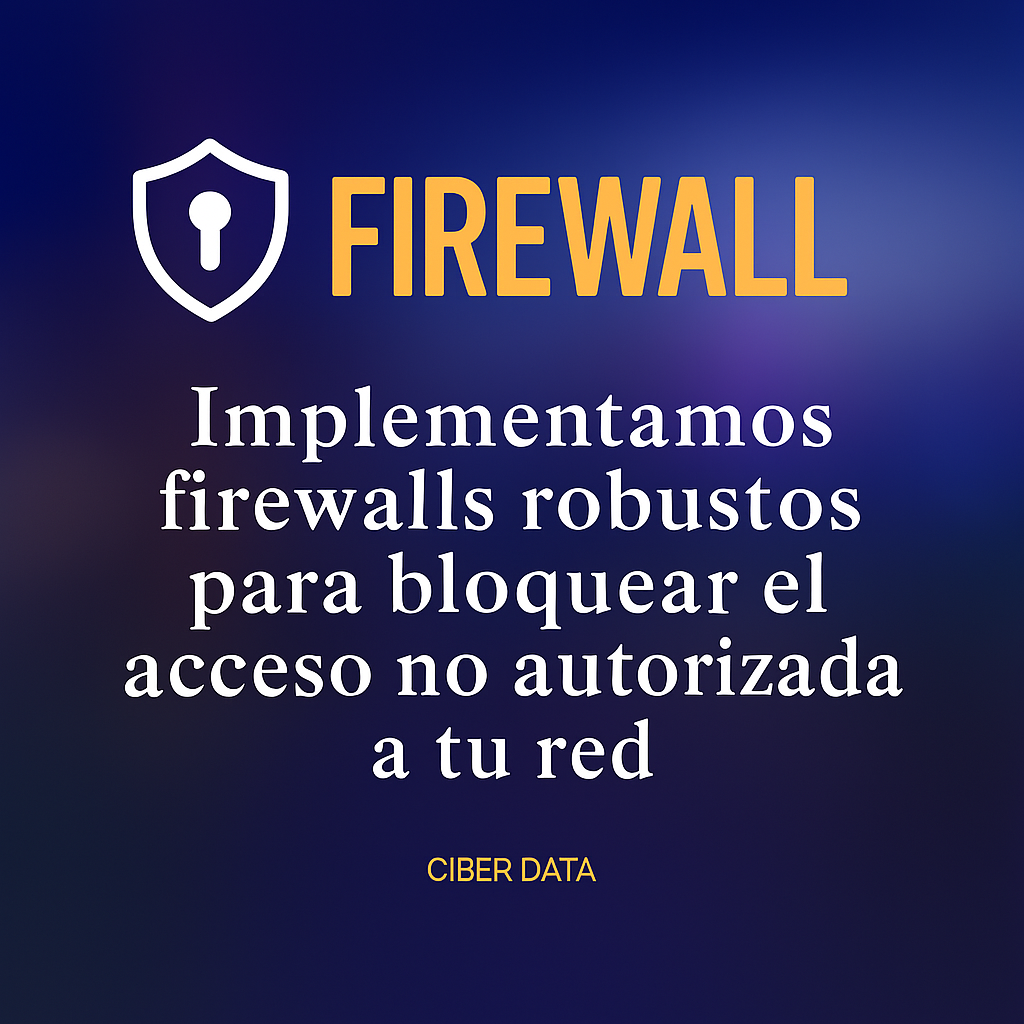 FIREWALL
Implementamos
firewalls robustos
para bloquear el
acceso no autorizada
a tu red
CIBER DATA